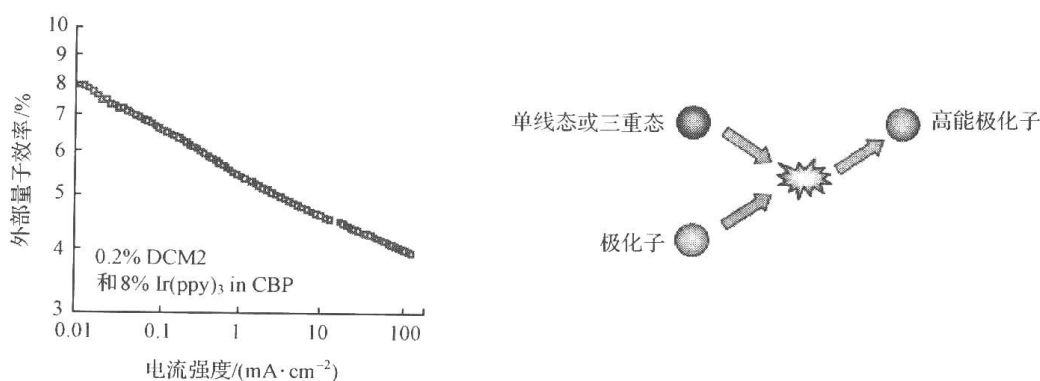 外部量子效率/%
10
9
8
7
6
5
4
3
0.2% DCM2
和8% Ir(ppy)₃ in CBP
0.01 0.1 1 10 100
电流强度/(mA·cm⁻²)
单线态或三重态
高能极化子
极化子